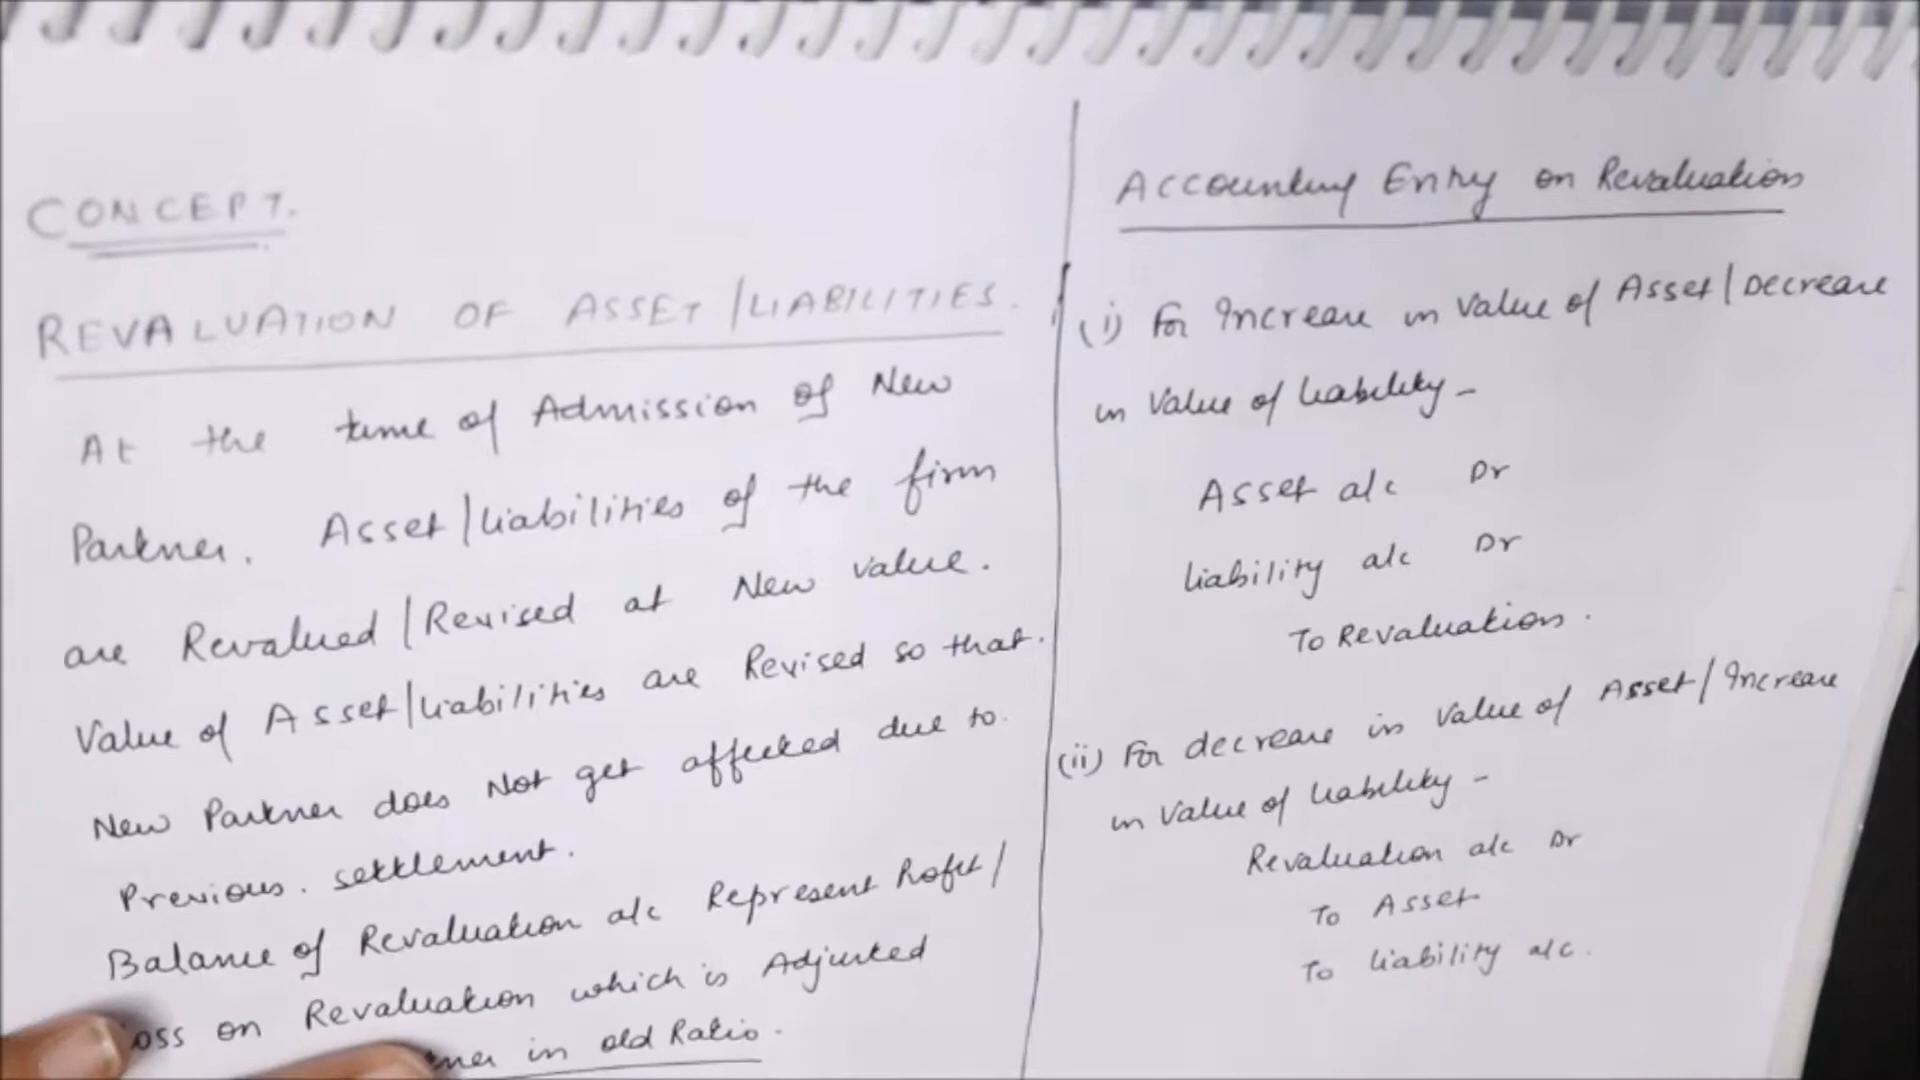 CONCEPT.
REVALUATION OF ASSET/LIABILITIES.
At the time of Admission of New
Partner. Asset/liabilities of the firm
are Revalued/Revised at New value.
Value of Asset/liabilities are Revised so that.
New Partner does Not get affected due to.
Previous. settlement.
Balance of Revaluation a/c Represent Profit/
oss on Revaluation which is Adjusted
in old Ratio.
Accounting Entry on Revaluation
(i) For Increase in Value of Asset/Decrease
in Value of liability -
Asset a/c Dr
liability a/c Dr
To Revaluation.
(ii) For decrease in Value of Asset/Increase
in Value of liability -
Revaluation a/c Dr
To Asset
To liability a/c.